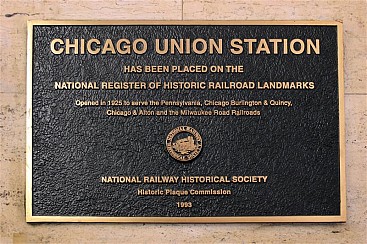 CHICAGO UNION STATION
HAS BEEN PLACED ON THE
NATIONAL REGISTER OF HISTORIC RAILROAD LANDMARKS
Opened in 1925 to serve the Pennsylvania, Chicago Burlington & Quincy,
Chicago & Alton and the Milwaukee Road Railroads
NATIONAL RAILWAY HISTORICAL SOCIETY
Historic Plaque Commission
1993